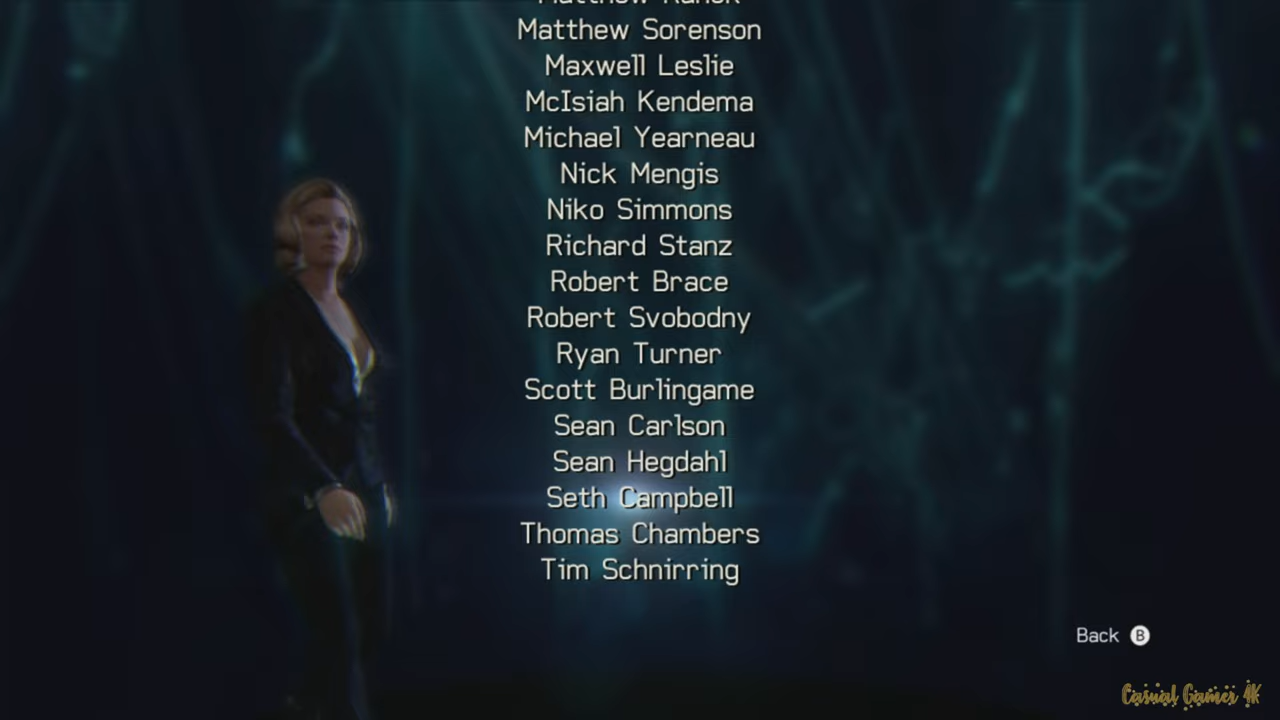 Matthew Sorenson
Maxwell Leslie
McIsiah Kendema
Michael Yearneau
Nick Mengis
Niko Simmons
Richard Stanz
Robert Brace
Robert Svobodny
Ryan Turner
Scott Burlingame
Sean Carlson
Sean Hegdahl
Seth Campbell
Thomas Chambers
Tim Schnirring
Back B
Casual Gamer 4K